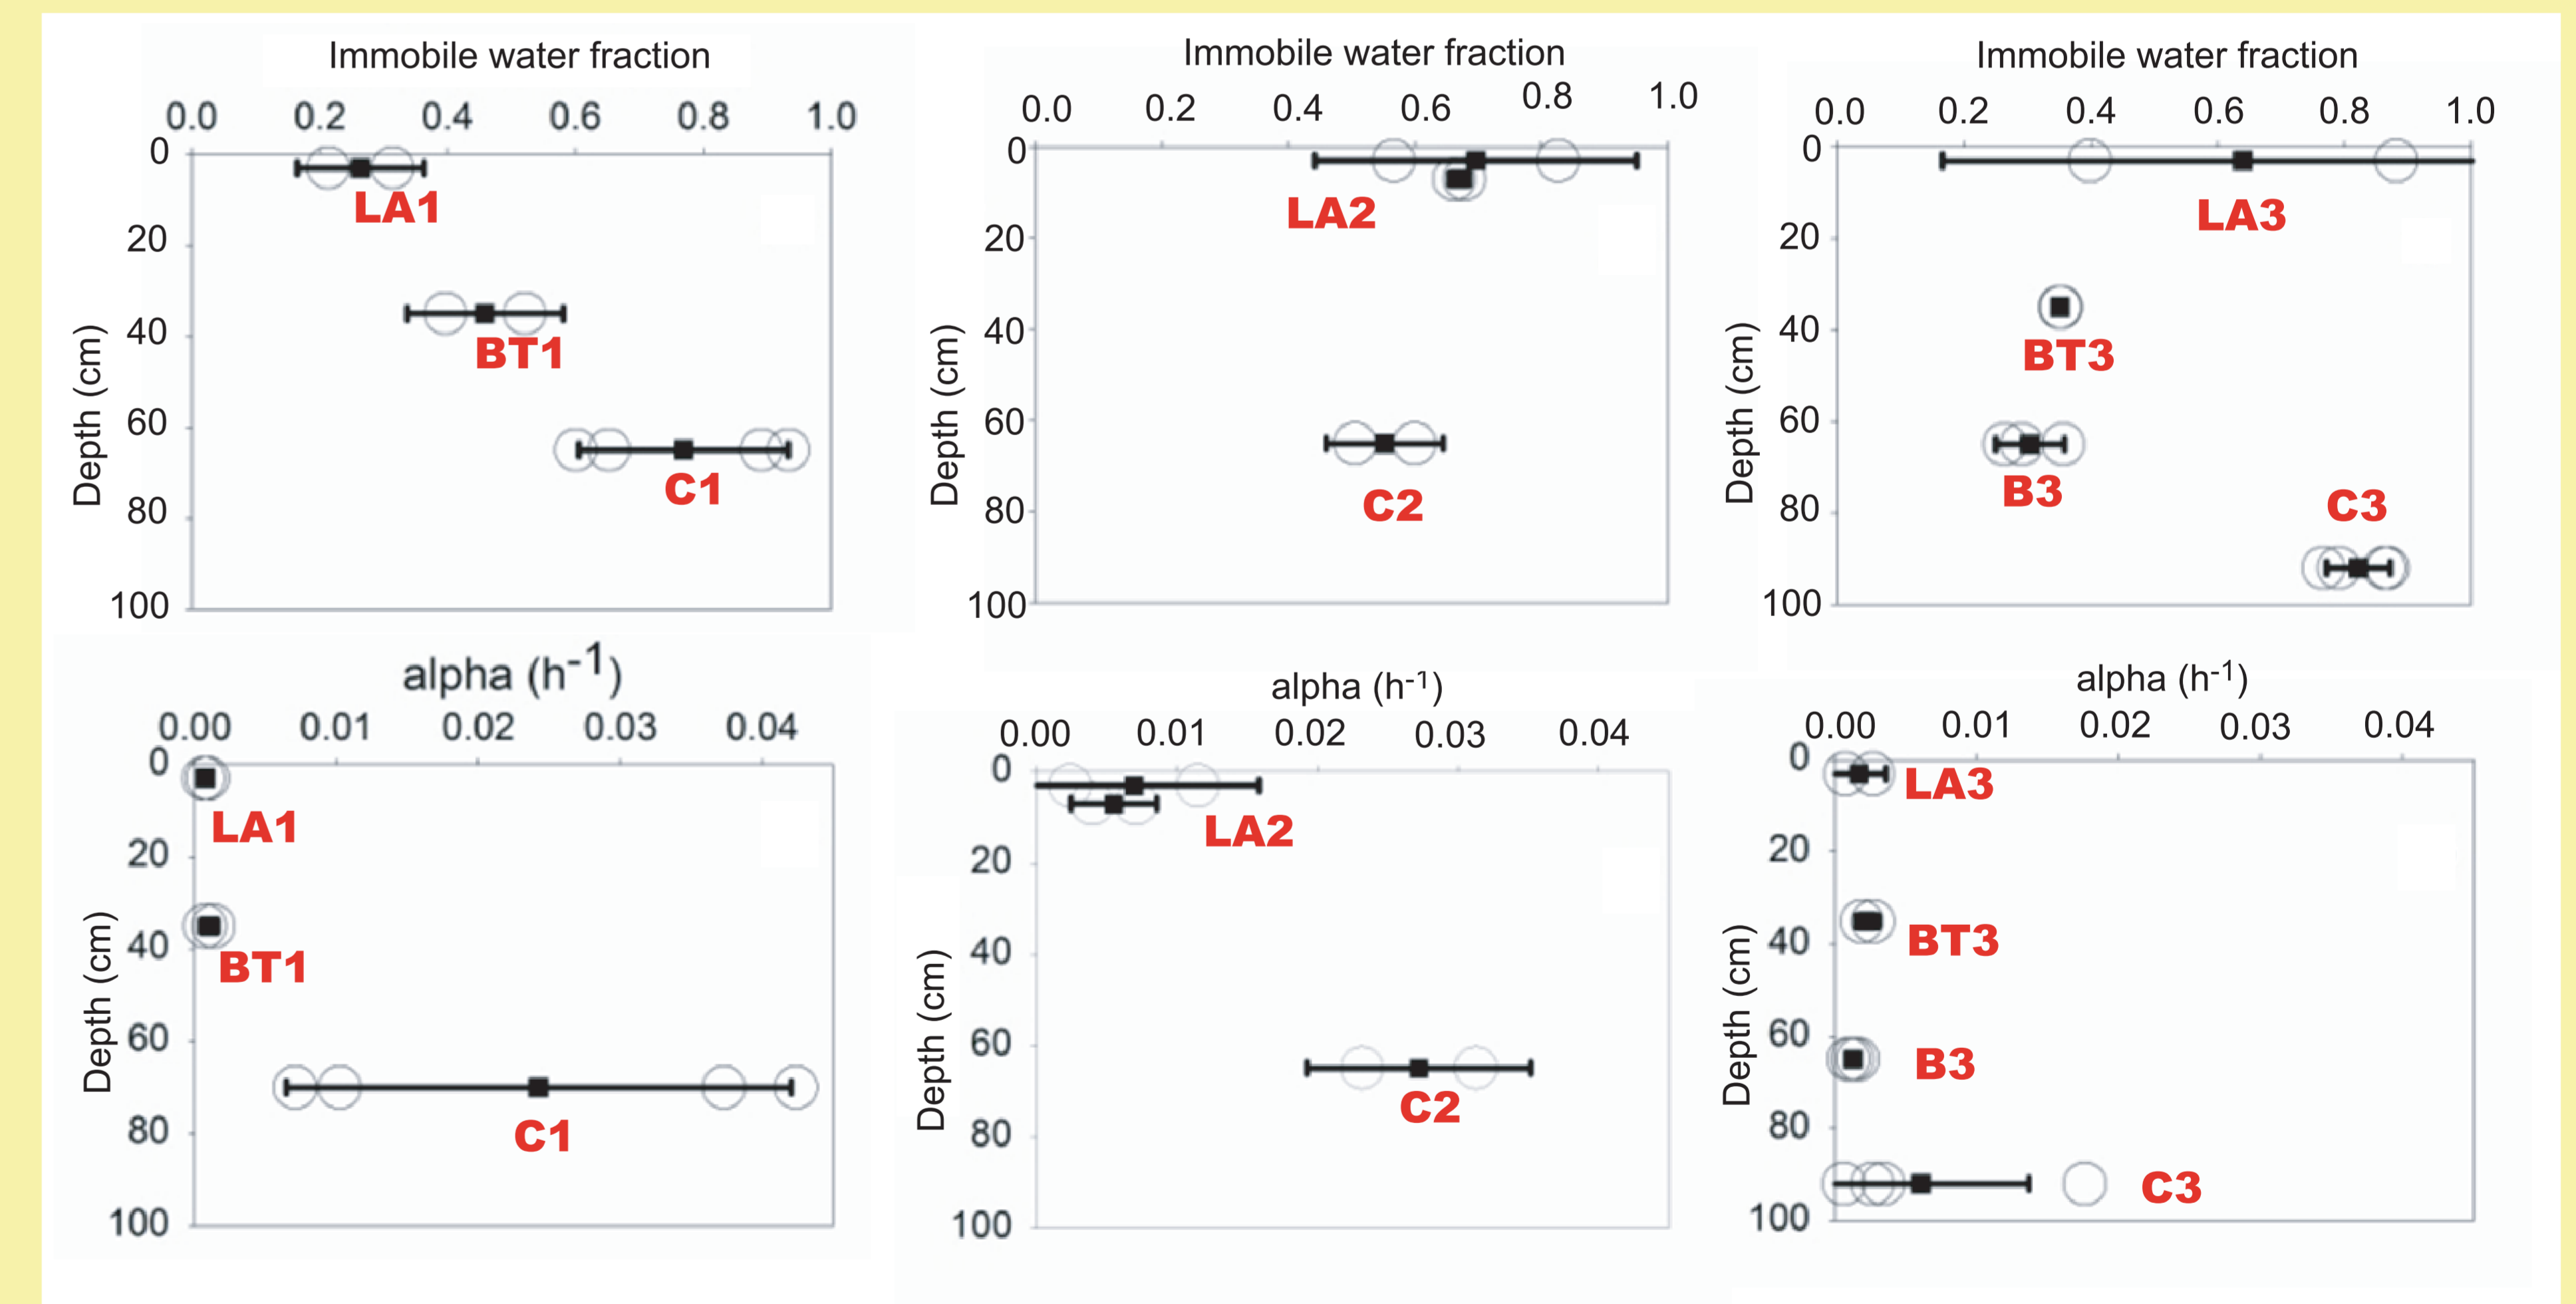 Immobile water fraction
0.0 0.2 0.4 0.6 0.8 1.0
0
20
40
60
80
100
Depth (cm)
LA1
BT1
C1
Immobile water fraction
0.0 0.2 0.4 0.6 0.8 1.0
0
20
40
60
80
100
Depth (cm)
LA2
C2
Immobile water fraction
0.0 0.2 0.4 0.6 0.8 1.0
0
20
40
60
80
100
Depth (cm)
LA3
BT3
B3
C3
alpha (h-1)
0.00 0.01 0.02 0.03 0.04
0
20
40
60
80
100
Depth (cm)
LA1
BT1
C1
alpha (h-1)
0.00 0.01 0.02 0.03 0.04
0
20
40
60
80
100
Depth (cm)
LA2
C2
alpha (h-1)
0.00 0.01 0.02 0.03 0.04
0
20
40
60
80
100
Depth (cm)
LA3
BT3
B3
C3